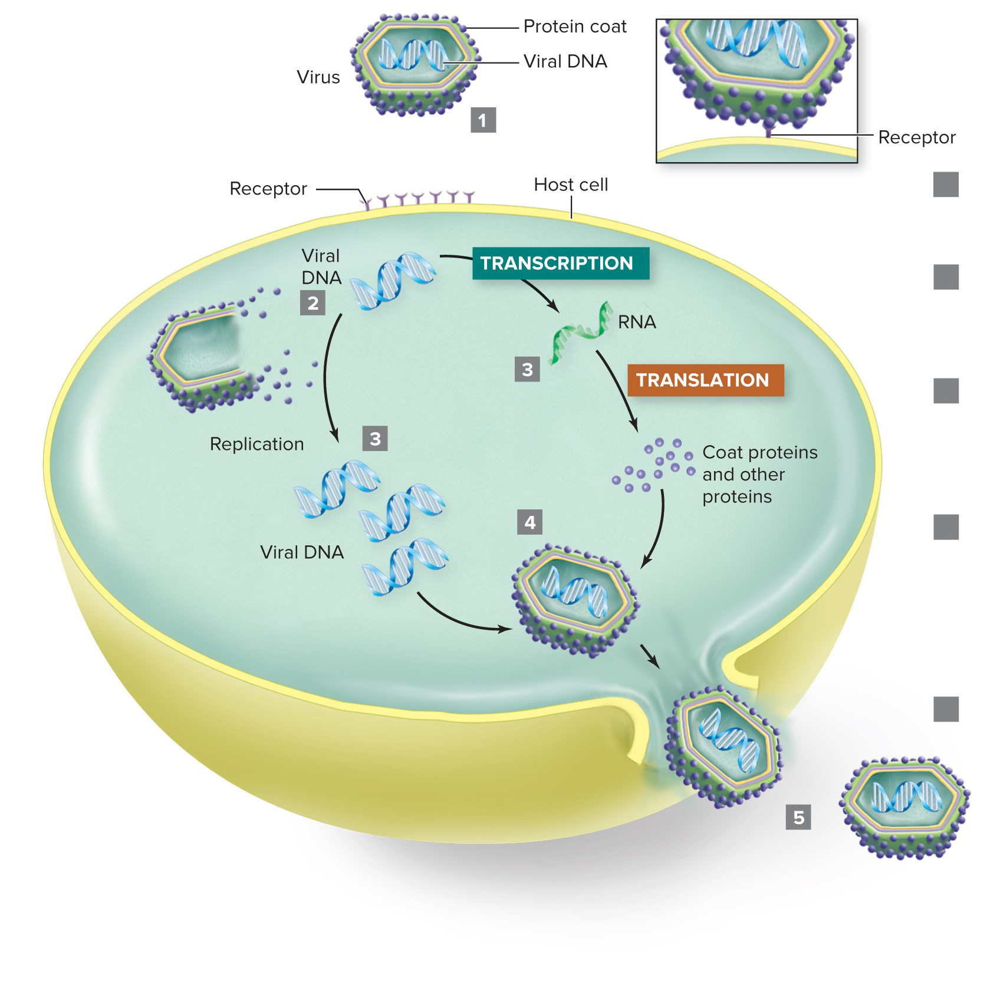 Protein coat
Viral DNA
Virus
1
Receptor
Receptor
Host cell
Viral
DNA
2
TRANSCRIPTION
RNA
3
TRANSLATION
Replication
3
Coat proteins
and other
proteins
4
Viral DNA
5